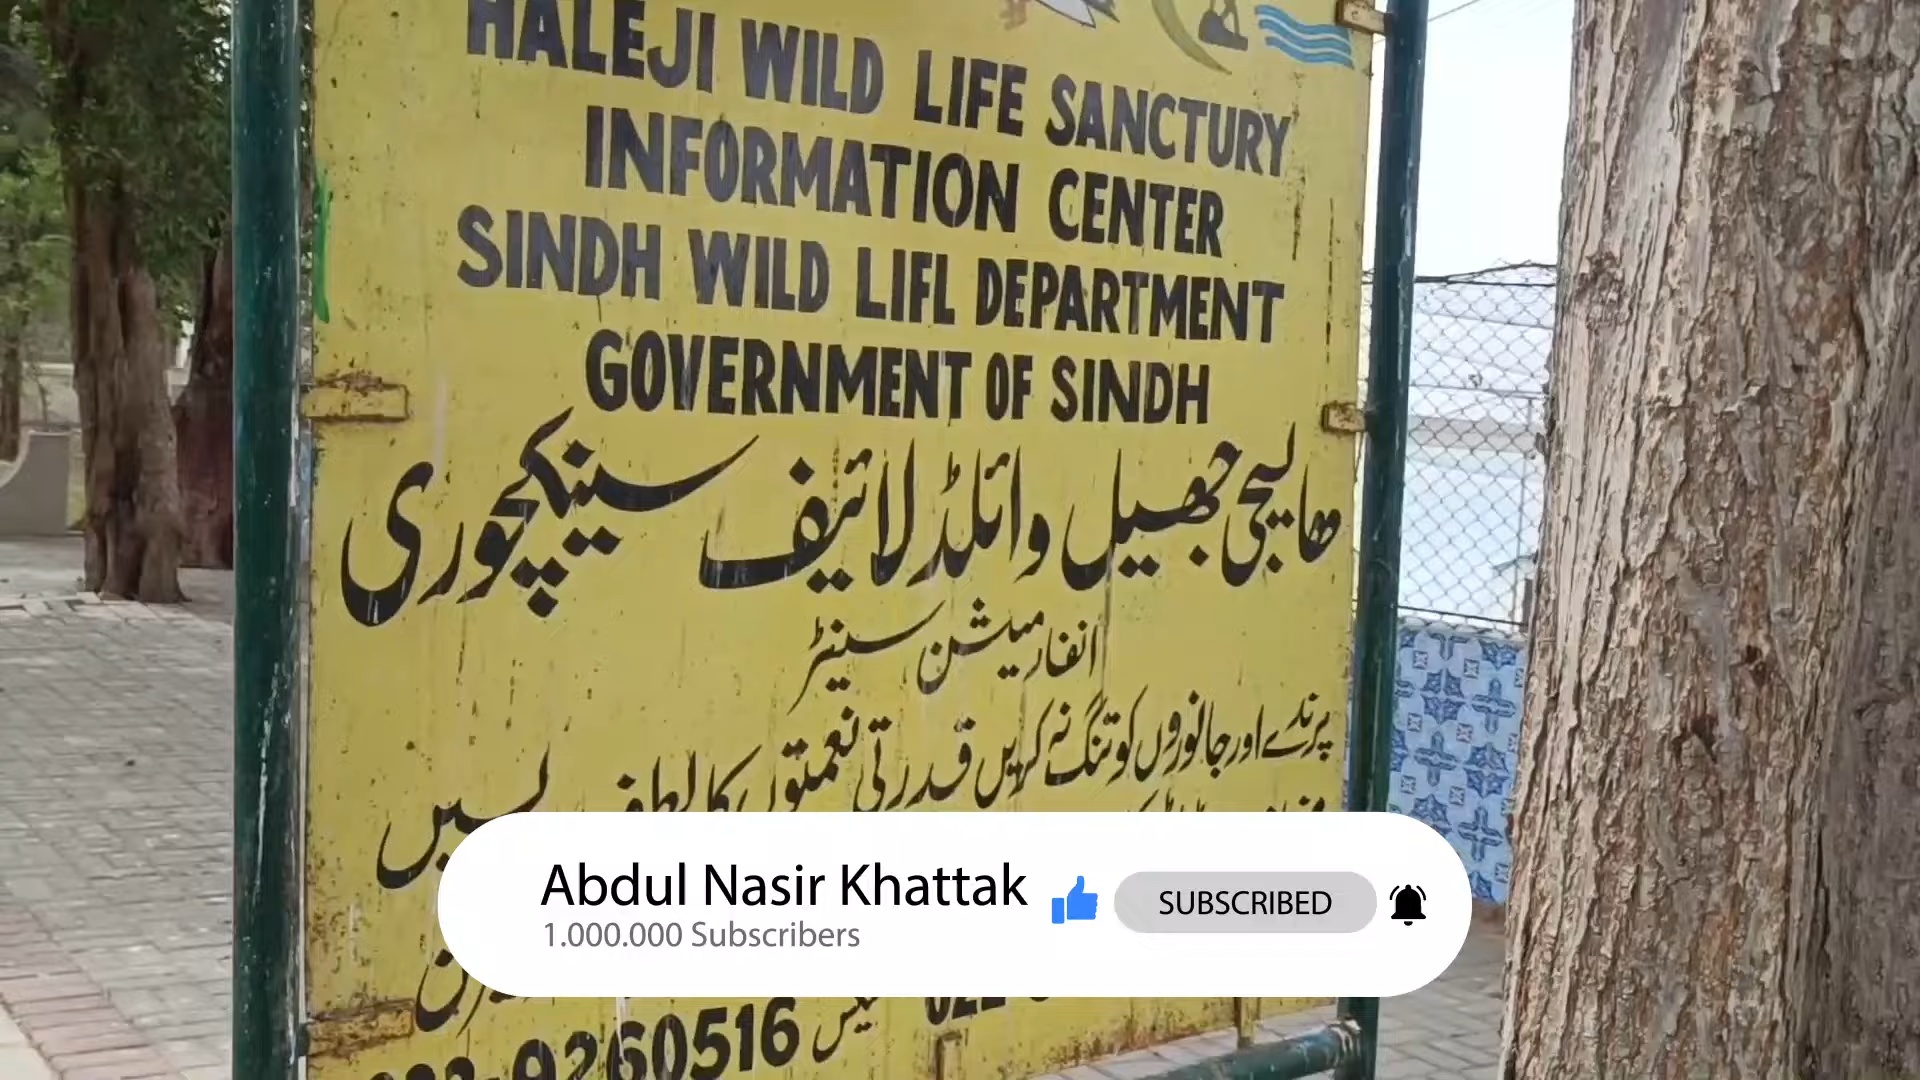 HALEJI WILD LIFE SANCTURY
INFORMATION CENTER
SINDH WILD LIFL DEPARTMENT
GOVERNMENT OF SINDH
ھالیجی جھیل وائلڈ لائیف سینکچوری
انفارمیشن سینٹر
پرندے اور جانوروں کو تنگ نہ کریں قدرتی نعمتوں کا لطف لیں
Abdul Nasir Khattak
SUBSCRIBED
1.000.000 Subscribers
9260516